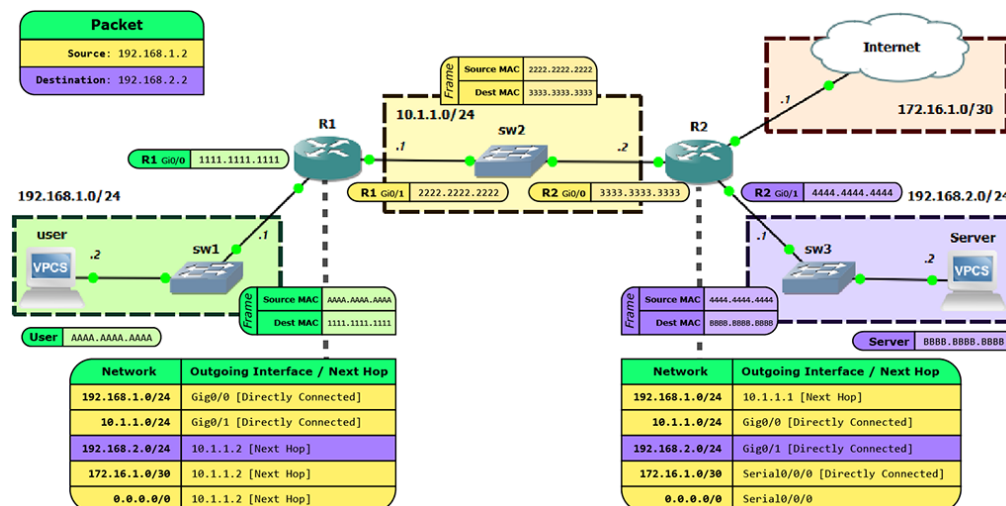 Packet
Source: 192.168.1.2
Destination: 192.168.2.2
Internet
.1
172.16.1.0/30
Frame
Source MAC 2222.2222.2222
Dest MAC 3333.3333.3333
10.1.1.0/24
R1
sw2
R2
.1
.2
R1 Gi0/0 1111.1111.1111
R1 Gi0/1 2222.2222.2222
R2 Gi0/0 3333.3333.3333
R2 Gi0/1 4444.4444.4444
192.168.1.0/24
192.168.2.0/24
user
VPCS
.2
sw1
.1
.1
sw3
.2
Server
VPCS
Frame
Source MAC AAAA.AAAA.AAAA
Dest MAC 1111.1111.1111
Frame
Source MAC 4444.4444.4444
Dest MAC BBBB.BBBB.BBBB
User AAAA.AAAA.AAAA
Server BBBB.BBBB.BBBB
Network Outgoing Interface / Next Hop
192.168.1.0/24 Gig0/0 [Directly Connected]
10.1.1.0/24 Gig0/1 [Directly Connected]
192.168.2.0/24 10.1.1.2 [Next Hop]
172.16.1.0/30 10.1.1.2 [Next Hop]
0.0.0.0/0 10.1.1.2 [Next Hop]
Network Outgoing Interface / Next Hop
192.168.1.0/24 10.1.1.1 [Next Hop]
10.1.1.0/24 Gig0/0 [Directly Connected]
192.168.2.0/24 Gig0/1 [Directly Connected]
172.16.1.0/30 Serial0/0/0 [Directly Connected]
0.0.0.0/0 Serial0/0/0